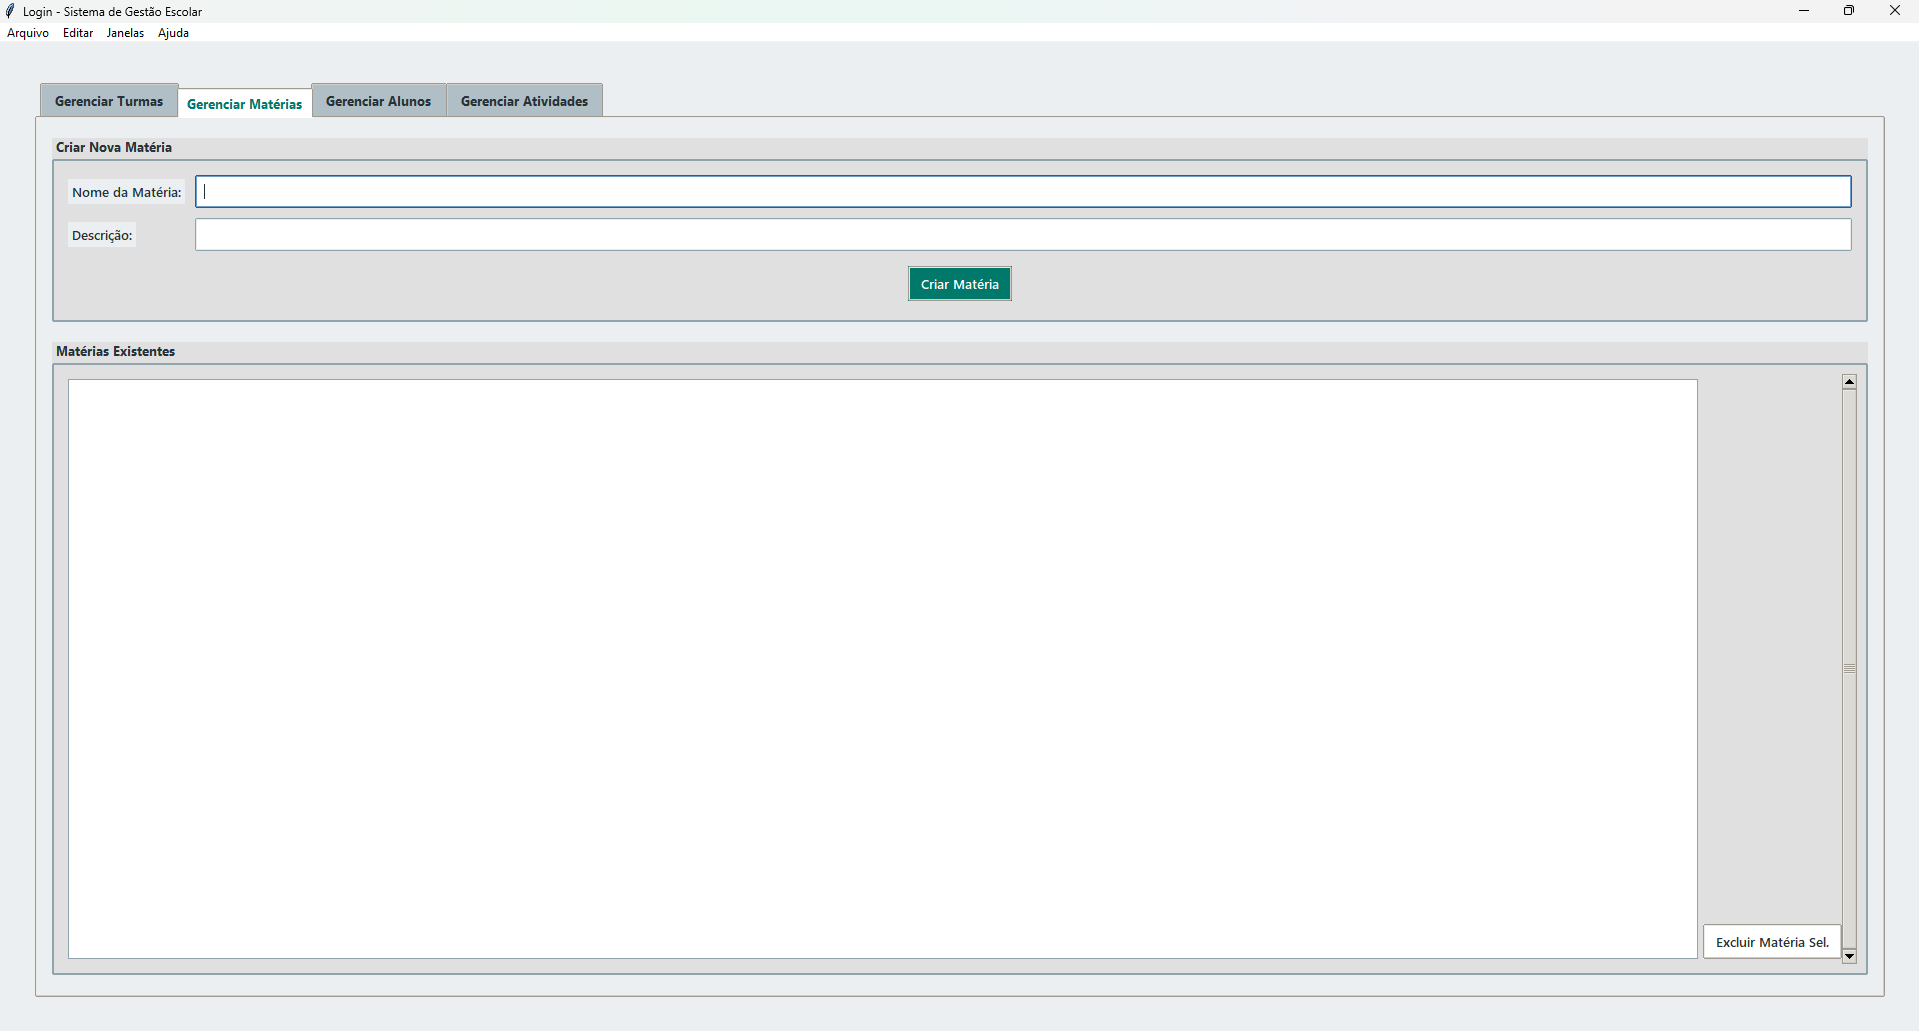 Login - Sistema de Gestão Escolar
Arquivo Editar Janelas Ajuda
Gerenciar Turmas Gerenciar Matérias Gerenciar Alunos Gerenciar Atividades
Criar Nova Matéria
Nome da Matéria:
Descrição:
Criar Matéria
Matérias Existentes
Excluir Matéria Sel.